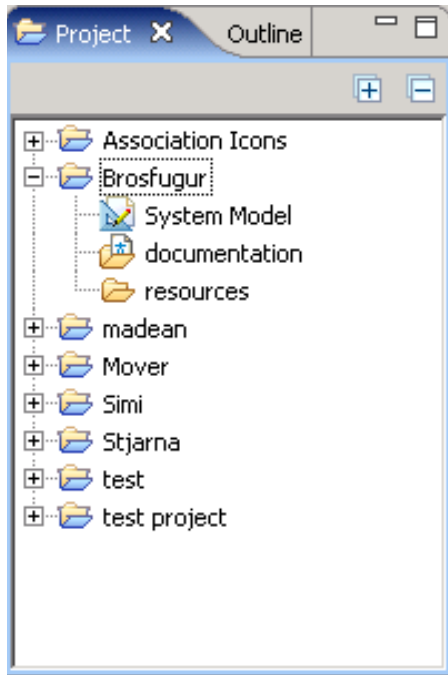 Project Outline
Association Icons
Brosfugur
System Model
documentation
resources
madean
Mover
Simi
Stjarna
test
test project